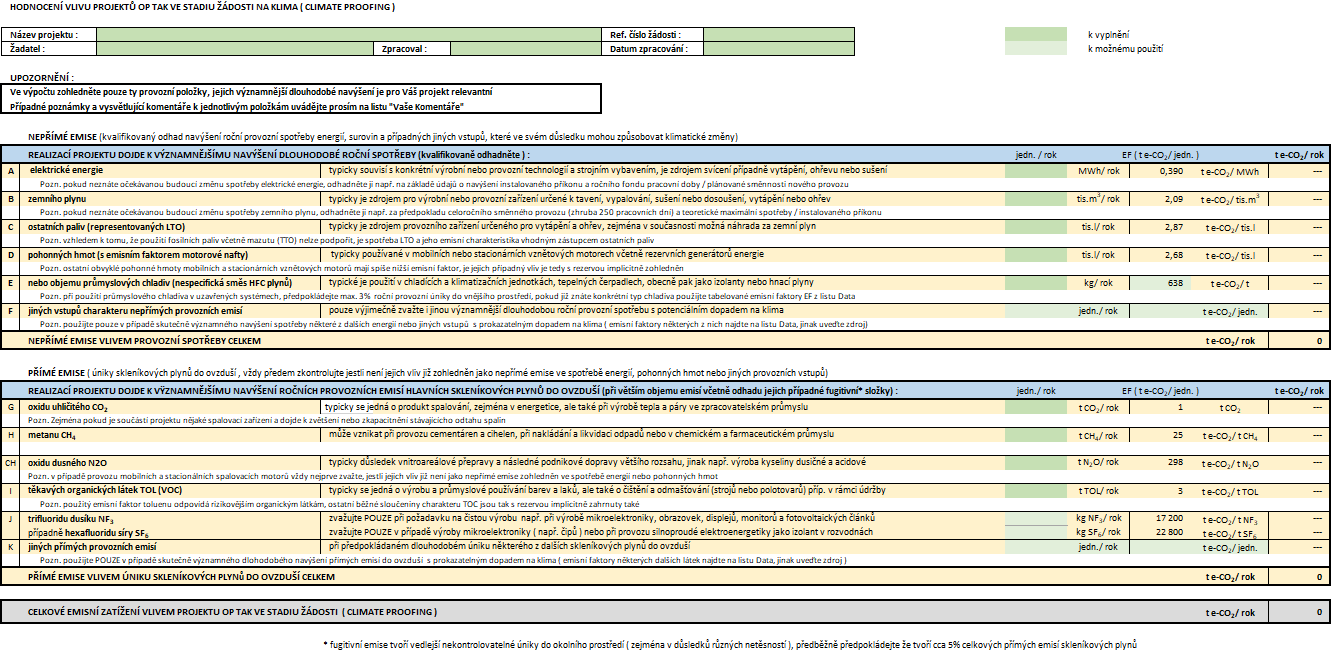 HODNOCENÍ VLIVU PROJEKTŮ OP TAK VE STADIU ŽÁDOSTI NA KLIMA ( CLIMATE PROOFING )
Název projektu : Ref. číslo žádosti : k vyplnění
Žadatel : Zpracoval : Datum zpracování : k možnému použití
UPOZORNĚNÍ :
Ve výpočtu zohledněte pouze ty provozní položky, jejich významnější dlouhodobé navýšení je pro Váš projekt relevantní
Případné poznámky a vysvětlující komentáře k jednotlivým položkám uvádějte prosím na listu "Vaše Komentáře"
NEPŘÍMÉ EMISE (kvalifikovaný odhad navýšení roční provozní spotřeby energií, surovin a případných jiných vstupů, které ve svém důsledku mohou způsobovat klimatické změny)
REALIZACÍ PROJEKTU DOJDE K VÝZNAMNĚJŠÍMU NAVÝŠENÍ DLOUHODOBÉ ROČNÍ SPOTŘEBY (kvalifikovaně odhadněte ) : jedn. / rok EF ( t e-CO₂/ jedn. ) t e-CO₂/ rok
A elektrické energie typicky souvisí s konkrétní výrobní nebo provozní technologií a strojním vybavením, je zdrojem svícení případně vytápění, ohřevu nebo sušení MWh/ rok 0,390 t e-CO₂/ MWh ---
Pozn. pokud neznáte očekávanou budoucí změnu spotřeby elektrické energie, odhadněte ji např. na základě údajů o navýšení instalovaného příkonu a ročního fondu pracovní doby / plánované směnnosti nového provozu
B zemního plynu typicky je zdrojem pro výrobní nebo provozní zařízení určené k tavení, vypalování, sušení nebo dosoušení, vytápění nebo ohřev tis.m³/ rok 2,09 t e-CO₂/ tis.m³ ---
Pozn. pokud neznáte očekávanou budoucí změnu spotřeby zemního plynu, odhadněte ji např. za předpokladu celoročního směnného provozu (zhruba 250 pracovních dní) a teoretické maximální spotřeby / instalovaného příkonu
C ostatních paliv (representovaných LTO) typicky je zdrojem provozního zařízení určeného pro vytápění a ohřev, zejména v současnosti možná náhrada za zemní plyn tis.l/ rok 2,87 t e-CO₂/ tis.l ---
Pozn. vzhledem k tomu, že použití fosilních paliv včetně mazutu (TTO) nelze podpořit, je spotřeba LTO a jeho emisní charakteristika vhodným zástupcem ostatních paliv
D pohonných hmot (s emisním faktorem motorové nafty) typicky používané v mobilních nebo stacionárních vznětových motorech včetně rezervních generátorů energie tis.l/ rok 2,68 t e-CO₂/ tis.l ---
Pozn. ostatní obvyklé pohonné hmoty mobilních a stacionárních vznětových motorů mají spíše nižší emisní faktor, je jejich případný vliv je tedy s rezervou implicitně zohledněn
E nebo objemu průmyslových chladiv (nespecifická směs HFC plynů) typické je použití v chladících a klimatizačních jednotkách, tepelných čerpadlech, obecně pak jako izolanty nebo hnací plyny kg/ rok 638 t e-CO₂/ t ---
Pozn. při použití průmyslového chladiva v uzavřených systémech, předpokládejte max. 3% roční provozní úniky do vnějšího prostředí, pokud již znáte konkrétní typ chladiva použijte tabelované emisní faktory EF z listu Data
F jiných vstupů charakteru nepřímých provozních emisí pouze výjimečně zvažte i jinou významnější dlouhodobou roční provozní spotřebu s potenciálním dopadem na klima jedn./ rok t e-CO₂/ jedn. ---
Pozn. použijte pouze v případě skutečně významného navýšení spotřeby některé z dalších energií nebo jiných vstupů s prokazatelným dopadem na klima ( emisní faktory některých z nich najdte na listu Data, jinak uveďte zdroj)
NEPŘÍMÉ EMISE VLIVEM PROVOZNÍ SPOTŘEBY CELKEM t e-CO₂/ rok 0
PŘÍMÉ EMISE ( úniky skleníkových plynů do ovzduší , vždy předem zkontrolujte jestli není jejich vliv již zohledněn jako nepřímé emise ve spotřebě energií, pohonných hmot nebo jiných provozních vstupů)
REALIZACÍ PROJEKTU DOJDE K VÝZNAMNĚJŠÍMU NAVÝŠENÍ ROČNÍCH PROVOZNÍCH EMISÍ HLAVNÍCH SKLENÍKOVÝCH PLYNŮ DO OVZDUŠÍ (při větším objemu emisí včetně odhadu jejich případné fugitivní* složky) : jedn. / rok EF ( t e-CO₂/ jedn. ) t e-CO₂/ rok
G oxidu uhličitého CO₂ typicky se jedná o produkt spalování, zejména v energetice, ale také při výrobě tepla a páry ve zpracovatelském průmyslu t CO₂/ rok 1 t CO₂ ---
Pozn. Zejména pokud je součástí projektu nějaké spalovací zařízení a dojde k zvětšení nebo zkapacitnění stávajícícho odtahu spalin
H metanu CH₄ může vznikat při provozu cementáren a cihelen, při nakládání a likvidaci odpadů nebo v chemickém a farmaceutickém průmyslu t CH₄/ rok 25 t e-CO₂/ t CH₄ ---
CH oxidu dusného N2O typicky důsledek vnitroareálové přepravy a následné podnikové dopravy většího rozsahu, jinak např. výroba kyseliny dusičné a acidové t N₂O/ rok 298 t e-CO₂/ t N₂O ---
Pozn. v případě provozu mobilních a stacionálních spalovacích motorů vždy nejprve zvažte, jestli jejich vliv již není jako nepřímé emise zohledněn ve spotřebě energií nebo pohonných hmot
I těkavých organických látek TOL (VOC) typicky se jedná o výrobu a průmyslové používání barev a laků, ale také o čištění a odmašťování (strojů nebo polotovarů) příp. v rámci údržby t TOL/ rok 3 t e-CO₂/ t TOL ---
Pozn. použitý emisní faktor toluenu odpovídá rizikovějším organickým látkám, ostatní běžné sloučeniny charakteru TOC jsou tak s rezervou implicitně zahrnuty také
J trifluoridu dusíku NF₃ zvažujte POUZE při požadavku na čistou výrobu např. při výrobě mikroelektroniky, obrazovek, displejů, monitorů a fotovoltaických článků kg NF₃/ rok 17 200 t e-CO₂/ t NF₃ ---
případně hexafluoridu síry SF₆ zvažujte POUZE v případě výroby mikroelektroniky ( např. čipů ) nebo při provozu silnoproudé elektroenergetiky jako izolant v rozvodnách kg SF₆/ rok 22 800 t e-CO₂/ t SF₆ ---
K jiných přímých provozních emisí při předpokládaném dlouhodobém úniku některého z dalších skleníkových plynů do ovzduší jedn./ rok t e-CO₂/ jedn. ---
Pozn. použijte POUZE v případě skutečně významného dlohodobého navýšení přímých emisí do ovzduší s prokazatelným dopadem na klima ( emisní faktory některých dalších látek najdte na listu Data, jinak uveďte zdroj )
PŘÍMÉ EMISE VLIVEM ÚNIKU SKLENÍKOVÝCH PLYNŮ DO OVZDUŠÍ CELKEM t e-CO₂/ rok 0
CELKOVÉ EMISNÍ ZATÍŽENÍ VLIVEM PROJEKTU OP TAK VE STADIU ŽÁDOSTI ( CLIMATE PROOFING ) t e-CO₂/ rok 0
* fugitivní emise tvoří vedlejší nekontrolovatelné úniky do okolního prostředí ( zejména v důsledků různých netěsností ), předběžně předpokládejte že tvoří cca 5% celkových přímých emisí skleníkových plynů